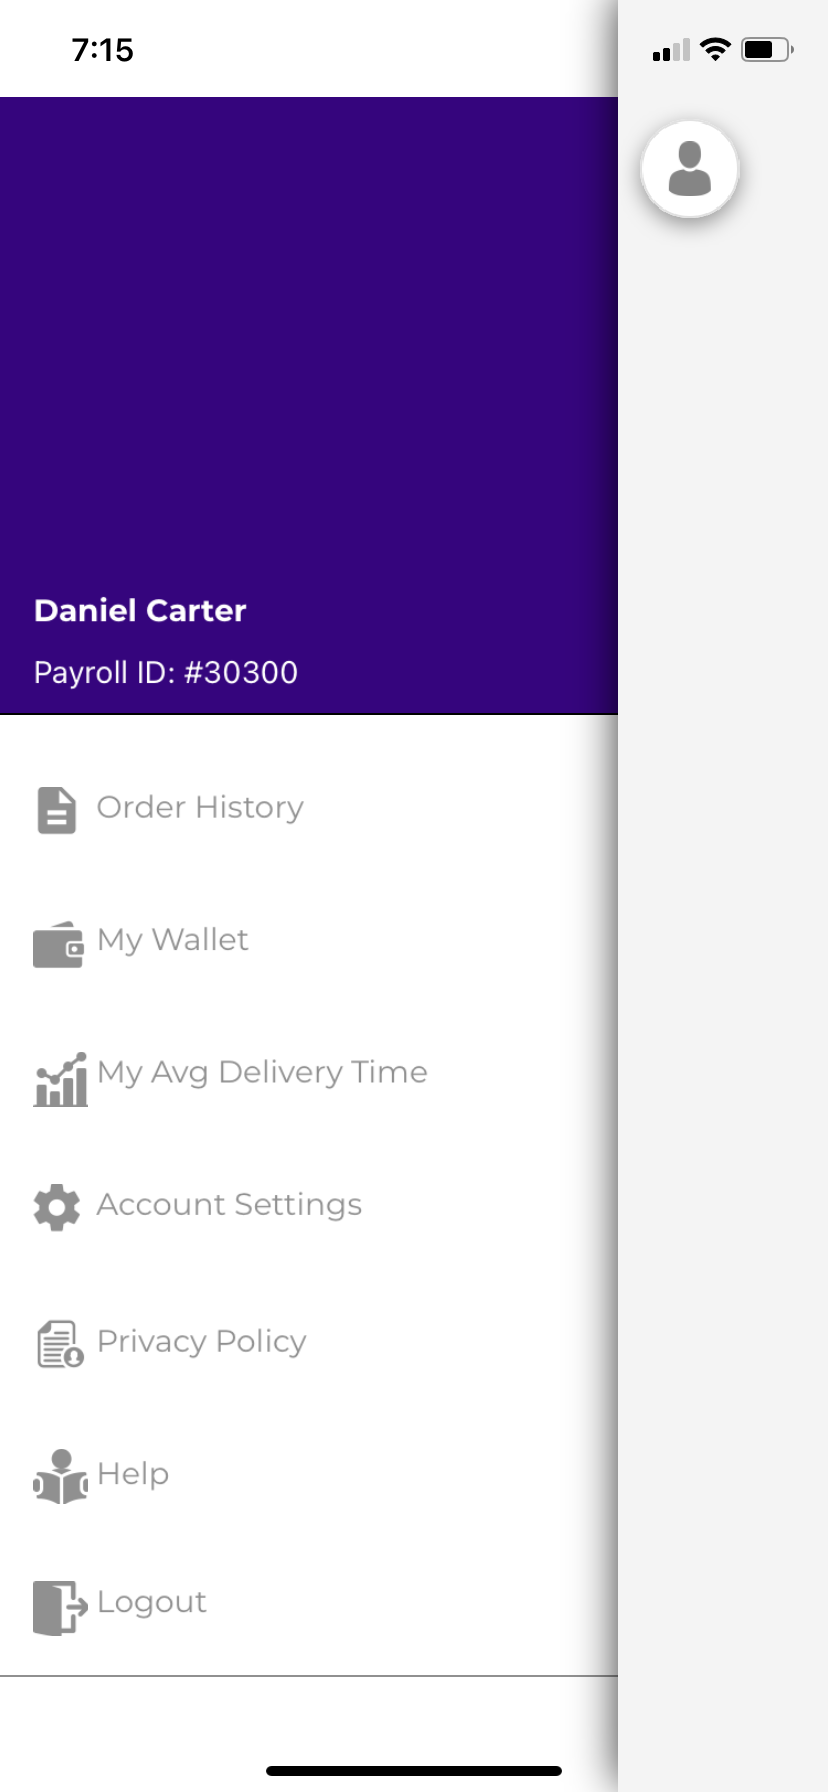 7:15
Daniel Carter
Payroll ID: #30300
Order History
My Wallet
My Avg Delivery Time
Account Settings
Privacy Policy
Help
Logout